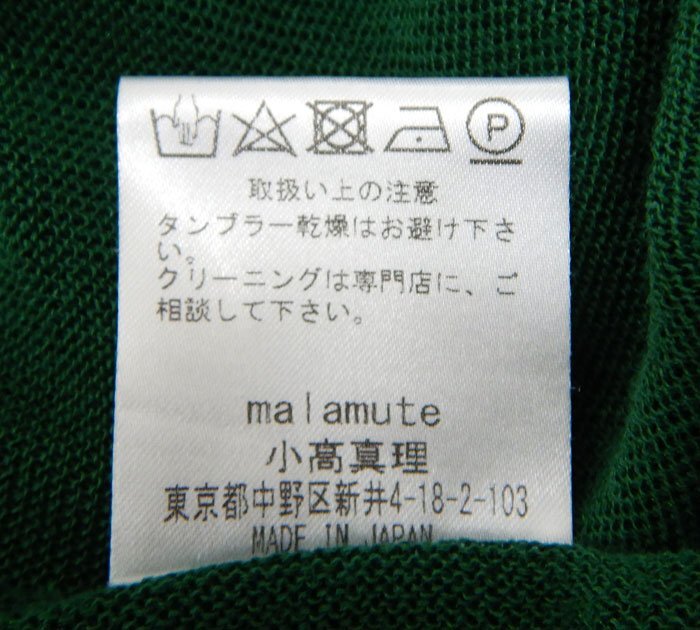 P
取扱い上の注意
タンブラー乾燥はお避け下さ
い。
クリーニングは専門店に、ご
相談して下さい。
malamute
小高真理
東京都中野区新井4-18-2-103
MADE IN JAPAN